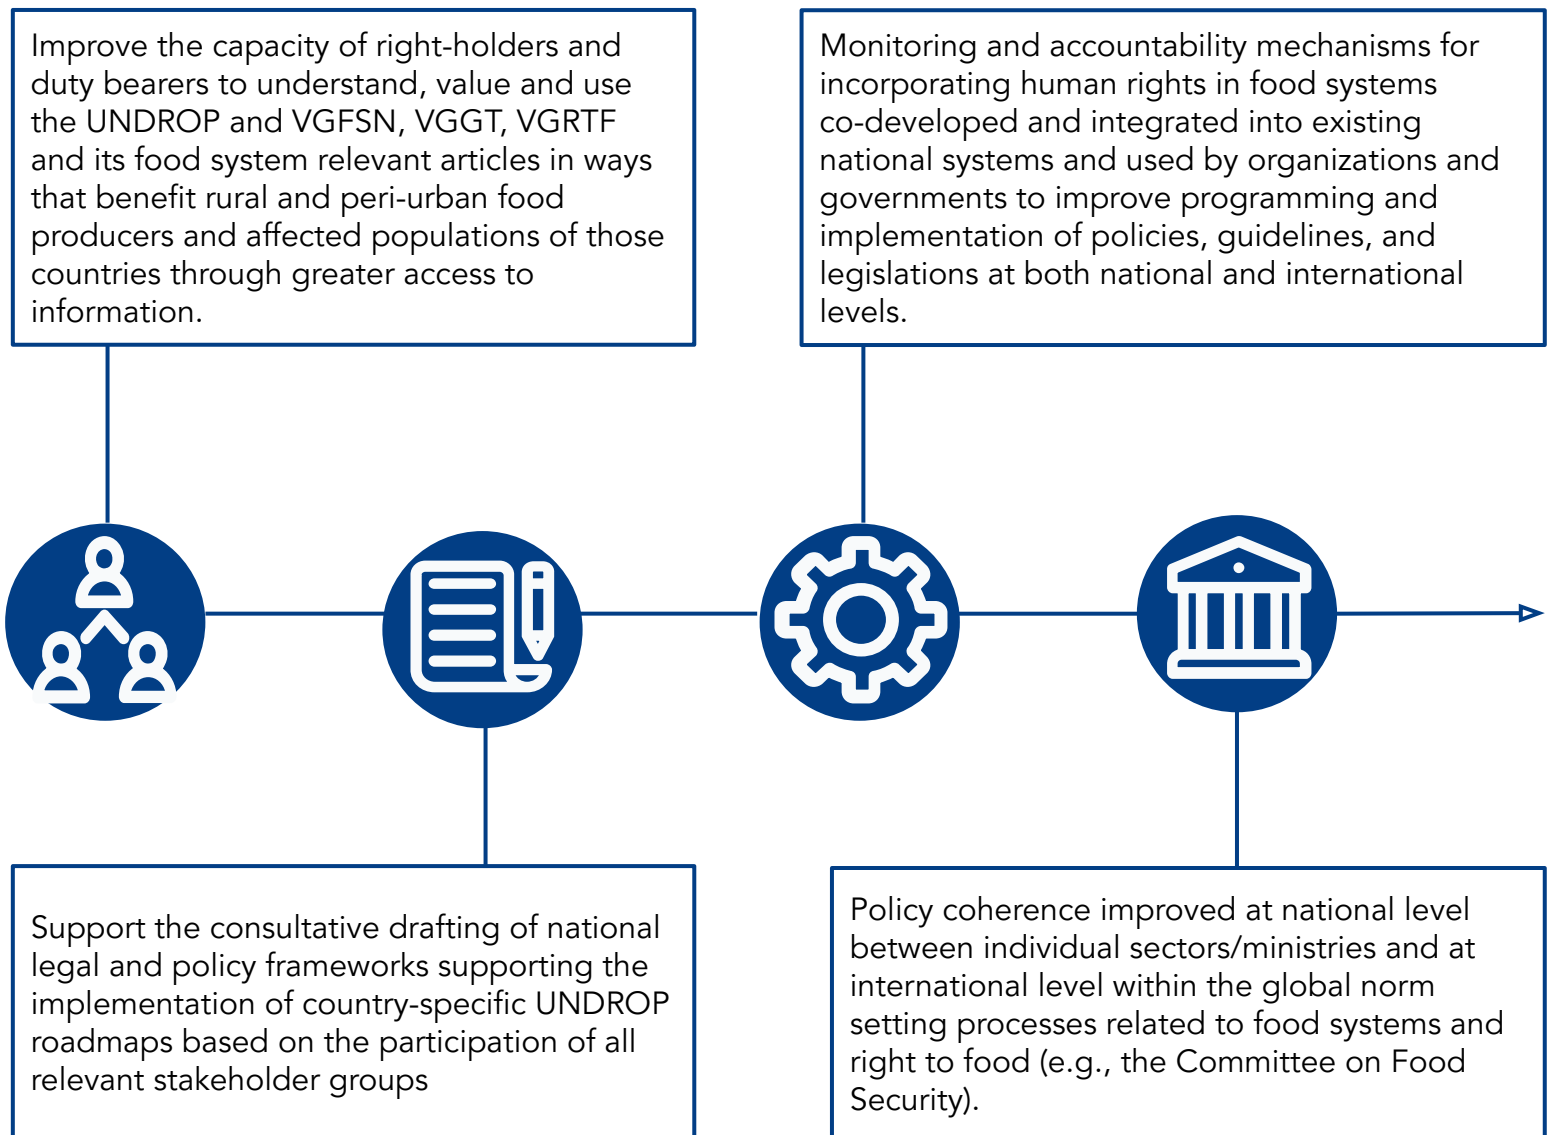 Improve the capacity of right-holders and
duty bearers to understand, value and use
the UNDROP and VGFSN, VGGT, VGRTF
and its food system relevant articles in ways
that benefit rural and peri-urban food
producers and affected populations of those
countries through greater access to
information.
Monitoring and accountability mechanisms for
incorporating human rights in food systems
co-developed and integrated into existing
national systems and used by organizations and
governments to improve programming and
implementation of policies, guidelines, and
legislations at both national and international
levels.
Support the consultative drafting of national
legal and policy frameworks supporting the
implementation of country-specific UNDROP
roadmaps based on the participation of all
relevant stakeholder groups
Policy coherence improved at national level
between individual sectors/ministries and at
international level within the global norm
setting processes related to food systems and
right to food (e.g., the Committee on Food
Security).